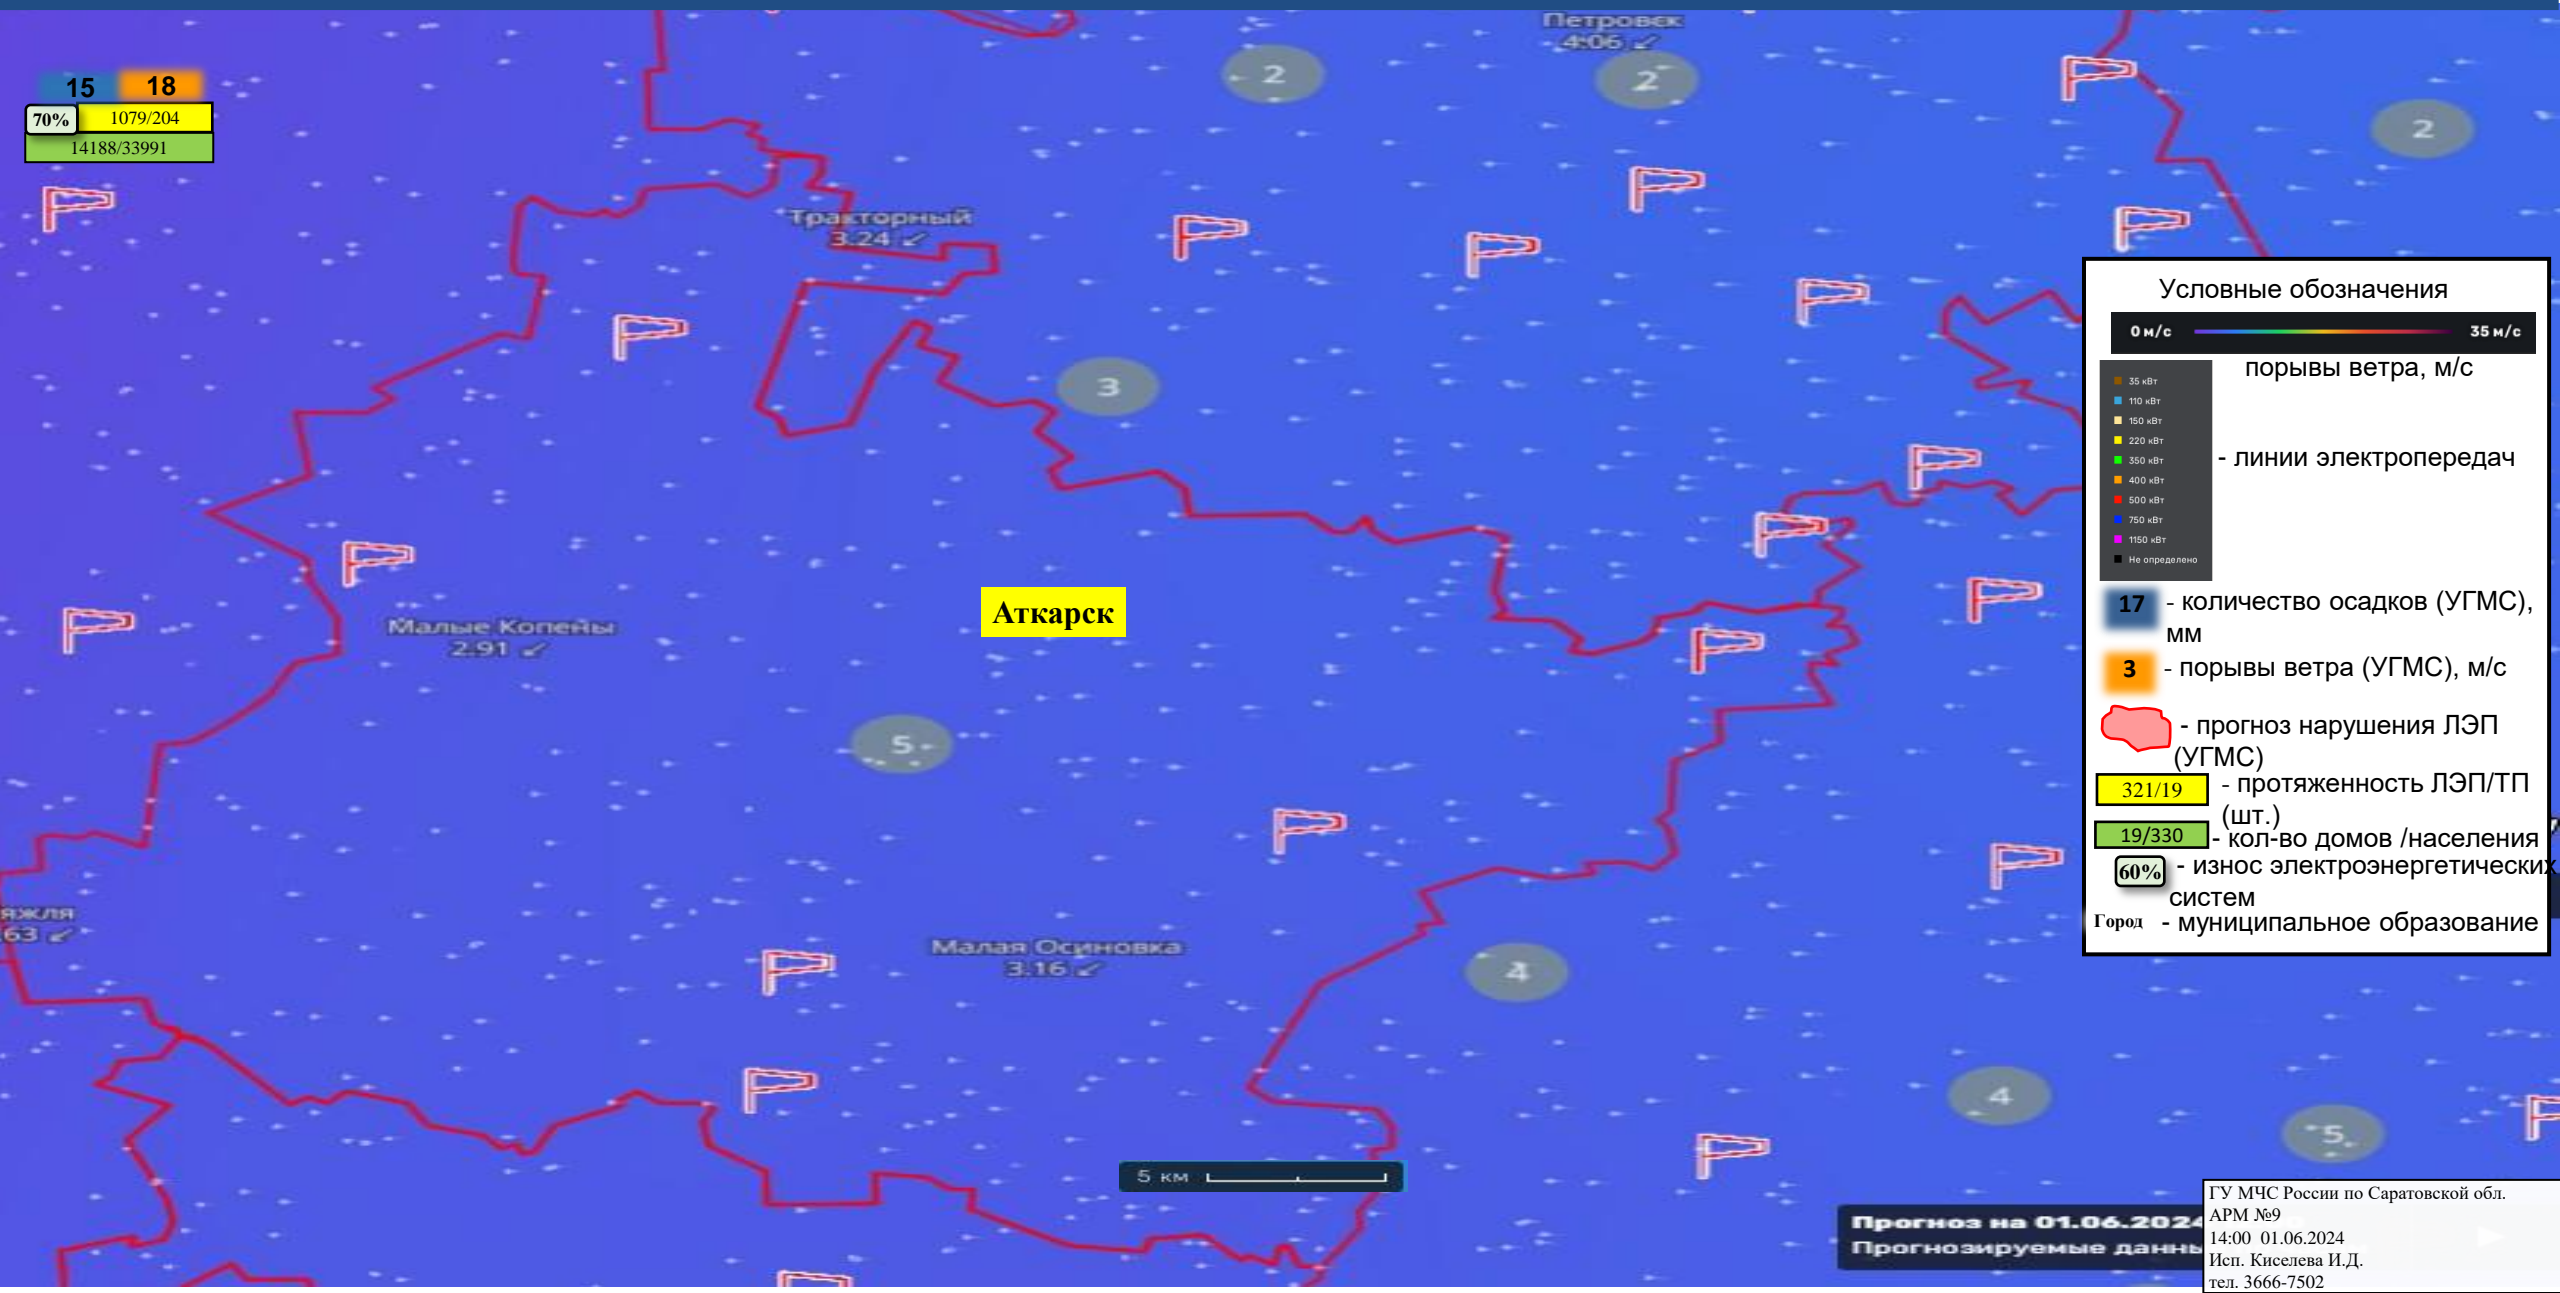 Петровск
4.06
15 18
70% 1079/204
14188/33991
2
2
2
Тракторный
3.24
3
Условные обозначения
0 м/с 35 м/с
порывы ветра, м/с
35 кВт
110 кВт
150 кВт
220 кВт
350 кВт
400 кВт
500 кВт
750 кВт
1150 кВт
Не определено
- линии электропередач
17 - количество осадков (УГМС),
мм
3 - порывы ветра (УГМС), м/с
- прогноз нарушения ЛЭП
(УГМС)
321/19 - протяженность ЛЭП/ТП
(шт.)
19/330 - кол-во домов /населения
60% - износ электроэнергетических
систем
Город - муниципальное образование
Аткарск
Малые Копены
2.91
5
яжля
63
Малая Осиновка
3.16
4
4
5
5 км
Прогноз на 01.06.2024
Прогнозируемые данны
ГУ МЧС России по Саратовской обл.
АРМ №9
14:00 01.06.2024
Исп. Киселева И.Д.
тел. 3666-7502